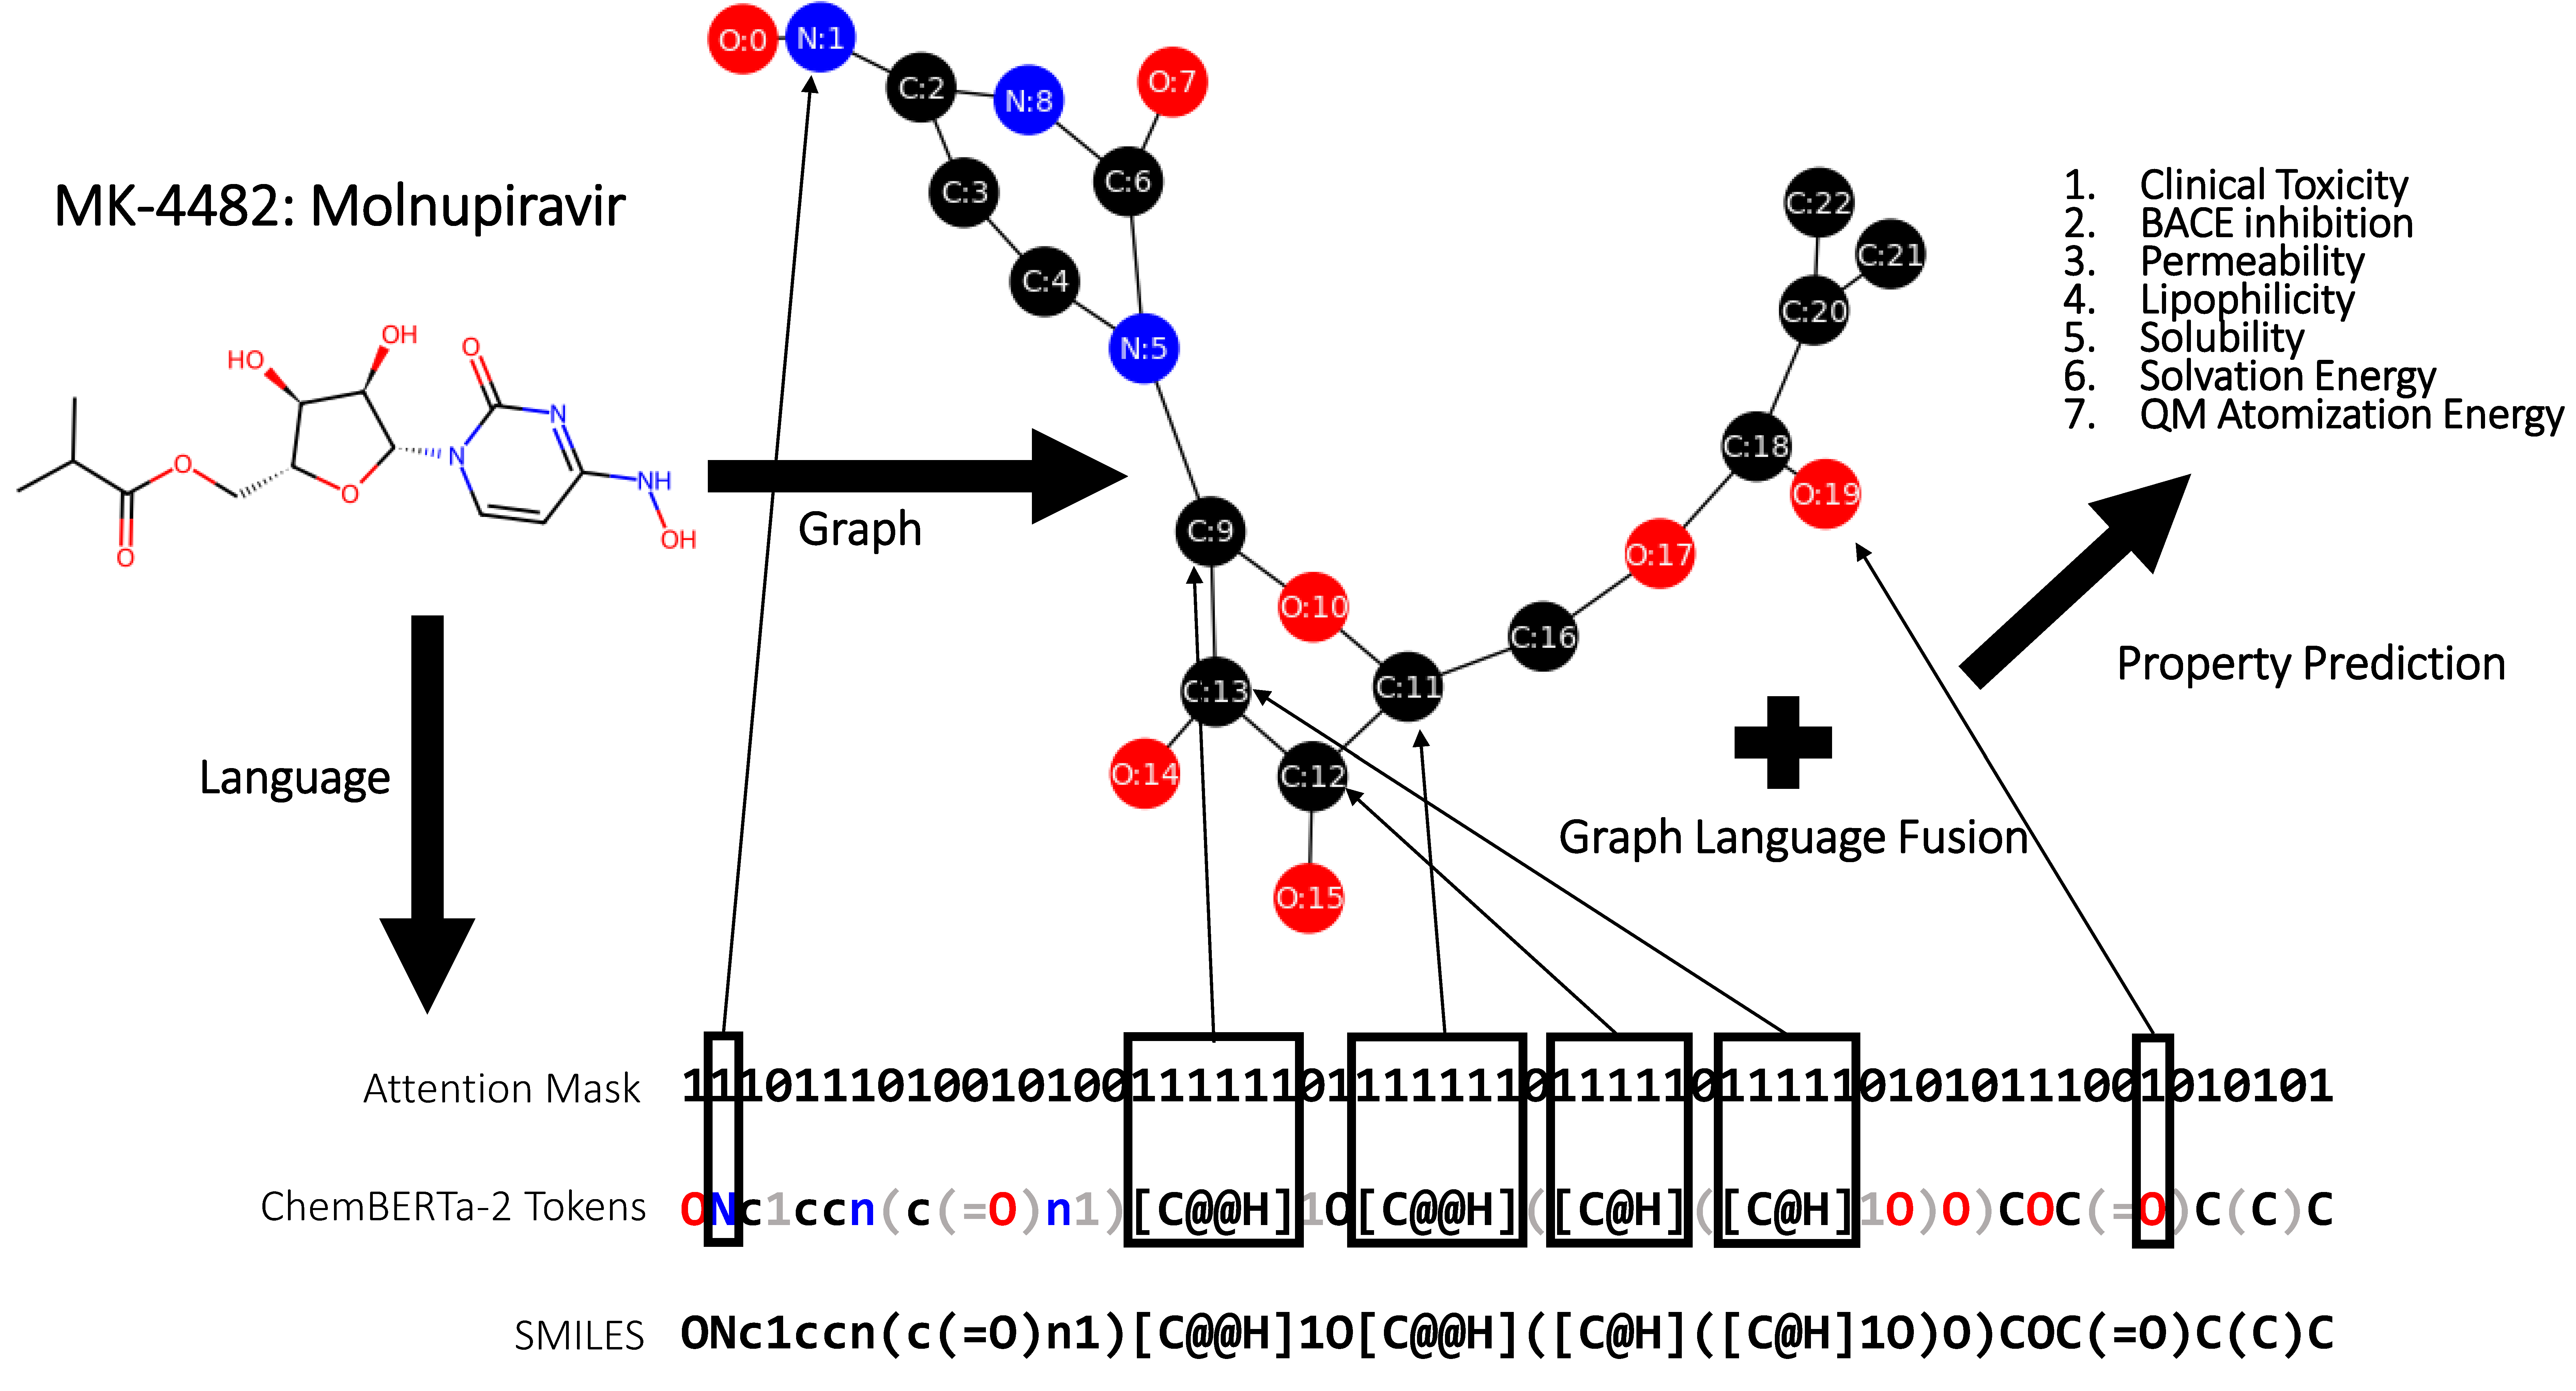 MK-4482: Molnupiravir
HO
OH
O
N
N
O
O
O
NH
OH
Graph
Language
O:0
N:1
C:2
N:8
O:7
C:3
C:6
C:4
N:5
C:9
O:10
C:13
C:11
O:14
C:12
O:15
C:16
O:17
C:18
O:19
C:20
C:21
C:22
1. Clinical Toxicity
2. BACE inhibition
3. Permeability
4. Lipophilicity
5. Solubility
6. Solvation Energy
7. QM Atomization Energy
Property Prediction
Graph Language Fusion
Attention Mask 11101110100101001111110111111101111101111101010111001010101
ChemBERTa-2 Tokens ONc1ccn(c(=O)n1)[C@@H]1O[C@@H]([C@H]([C@H]1O)O)COC(=O)C(C)C
SMILES ONc1ccn(c(=O)n1)[C@@H]1O[C@@H]([C@H]([C@H]1O)O)COC(=O)C(C)C